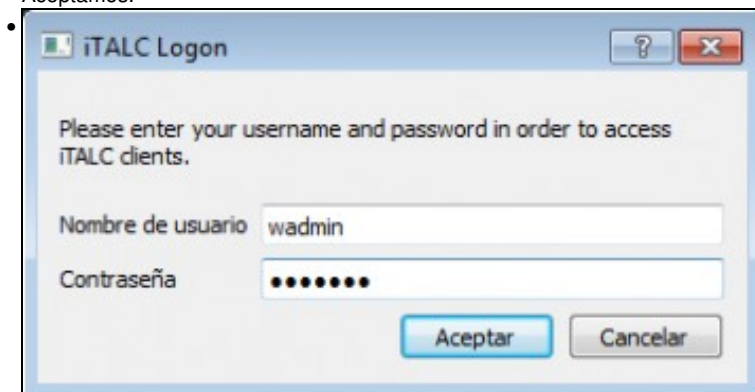 Aceptamos.
iTALC Logon
Please enter your username and password in order to access
iTALC clients.
Nombre de usuario wadmin
Contraseña •••••••
Aceptar Cancelar